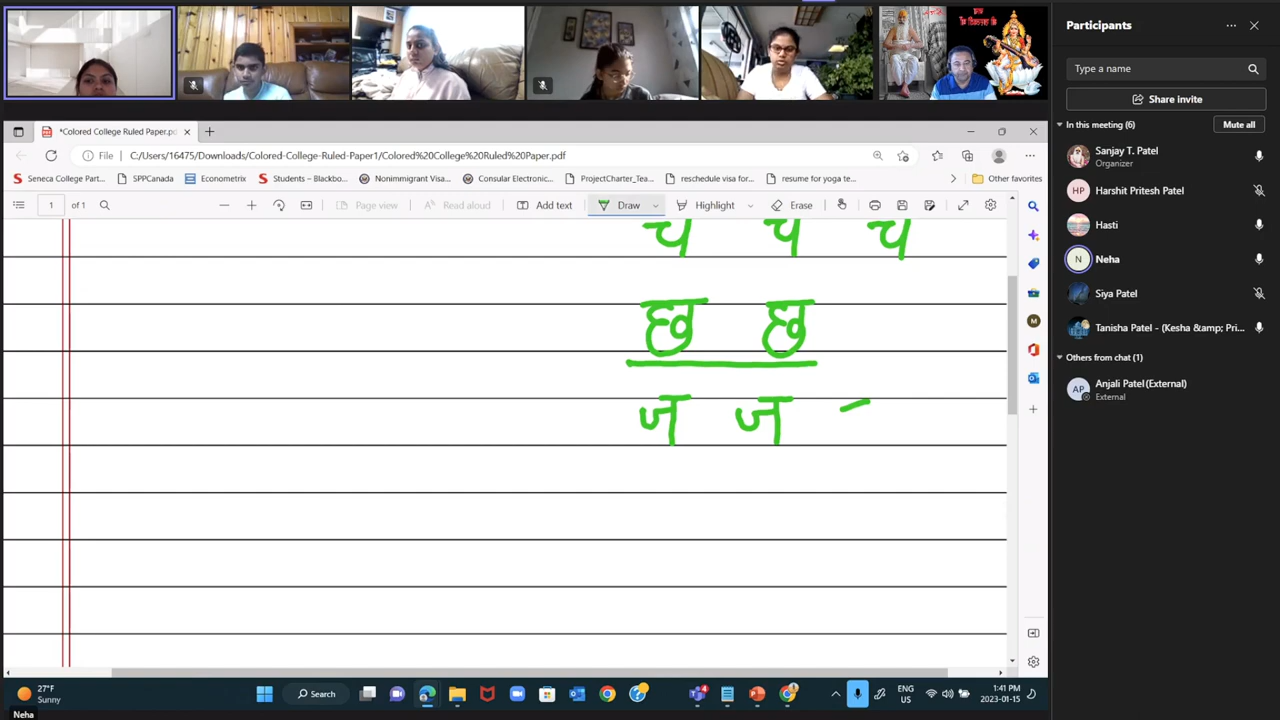 Participants
Type a name
Share invite
In this meeting (6)
Mute all
Sanjay T. Patel
Organizer
HP
Harshit Pritesh Patel
Hasti
N
Neha
Siya Patel
Tanisha Patel - (Kesha &amp; Pri...
Others from chat (1)
AP
Anjali Patel (External)
External
*Colored College Ruled Paper.pd
File
C:/Users/16475/Downloads/Colored-College-Ruled-Paper1/Colored%20College%20Ruled%20Paper.pdf
Seneca College Part...
SPPCanada
Econometrix
Students – Blackbo...
Nonimmigrant Visa...
Consular Electronic...
ProjectCharter_Tea...
reschedule visa for...
resume for yoga te...
Other favorites
1 of 1
Page view
Read aloud
Add text
Draw
Highlight
Erase
च च च
छ छ
ज ज
27°F
Sunny
Search
ENG
US
1:41 PM
2023-01-15
Neha